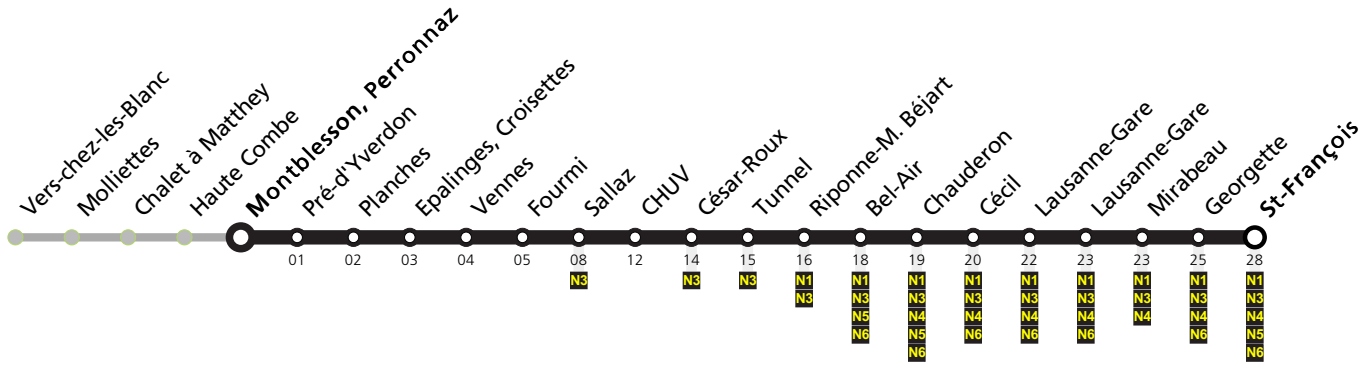 Vers-chez-les-Blanc
Molliettes
Chalet à Matthey
Haute Combe
Montblesson, Perronnaz
Pré-d'Yverdon
Planches
Epalinges, Croisettes
Vennes
Fourmi
Sallaz
CHUV
César-Roux
Tunnel
Riponne-M. Béjart
Bel-Air
Chauderon
Cécil
Lausanne-Gare
Lausanne-Gare
Mirabeau
Georgette
St-François
01 02 03 04 05 08 12 14 15 16 18 19 20 22 23 23 25 28
N3 N3 N3 N1 N1 N1 N1 N1 N1 N1 N1 N1
N3 N3 N3 N3 N3 N3 N3 N3 N3
N5 N4 N4 N4 N4 N4 N4 N4
N6 N5 N6 N6 N6 N6 N5
N6 N6